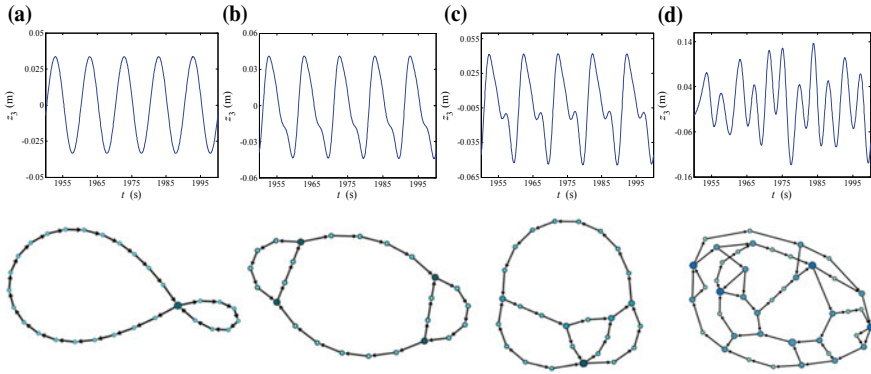 (a)
0.05
0.025
0
-0.025
-0.05
z3 (m)
1955 1965 1975 1985 1995
t (s)
(b)
0.06
0.03
0
-0.03
-0.06
z3 (m)
1955 1965 1975 1985 1995
t (s)
(c)
0.055
0.025
-0.005
-0.035
-0.065
z3 (m)
1955 1965 1975 1985 1995
t (s)
(d)
0.14
0.04
-0.06
-0.16
z3 (m)
1955 1965 1975 1985 1995
t (s)